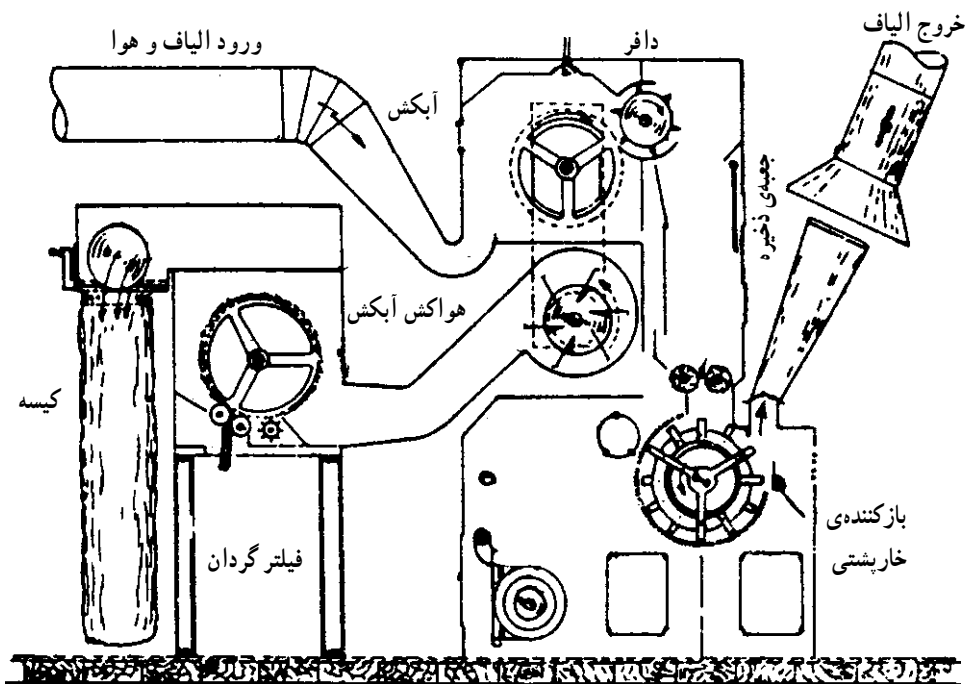 خروج الیاف
دافر
ورود الیاف و هوا
آبکش
جعبه‌ی ذخیره
هواکش آبکش
کیسه
بازکننده‌ی
خارپشتی
فیلتر گردان